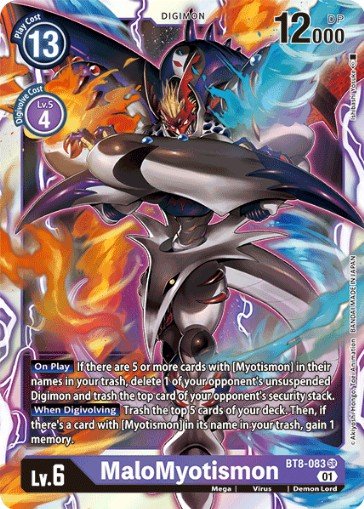 DIGIMON
Play Cost
13
12000
DP
Digivolve Cost
Lv.5
4
On Play If there are 5 or more cards with [Myotismon] in their
names in your trash, delete 1 of your opponent's unsuspended
Digimon and trash the top card of your opponent's security stack.
When Digivolving Trash the top 5 cards of your deck. Then, if
there's a card with [Myotismon]in its name in your trash, gain 1
memory.
BT8-083 SR
Lv.6
MaloMyotismon
01
Mega | Virus | Demon Lord